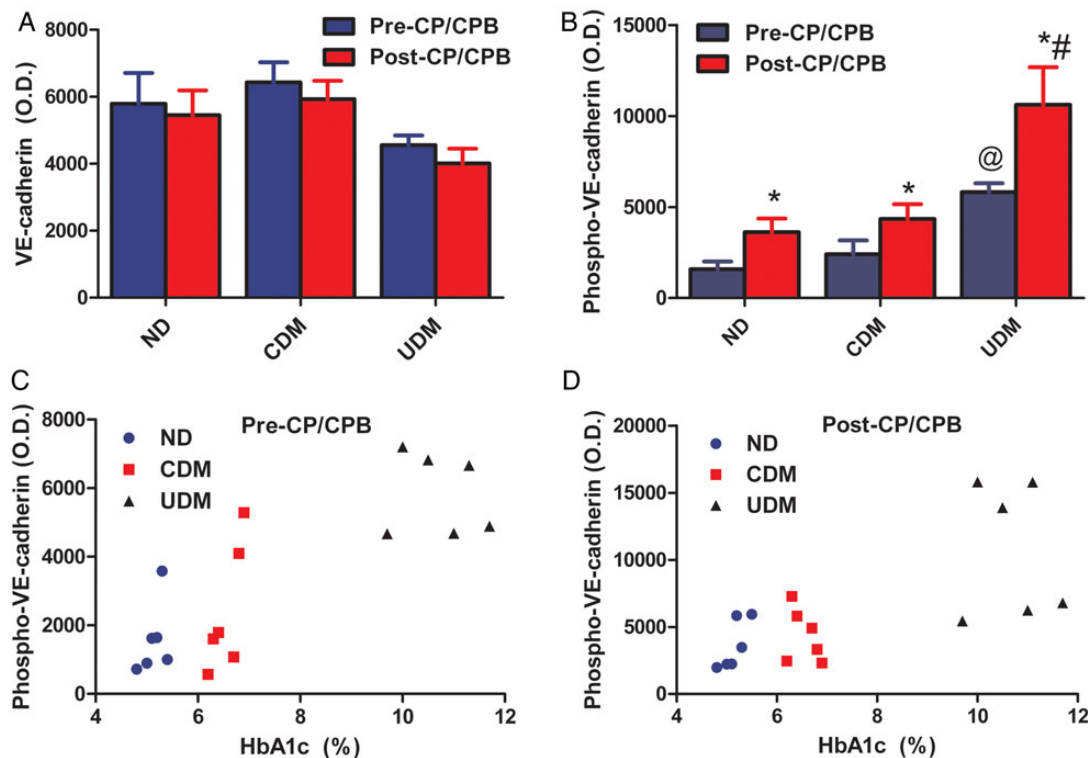 A
Pre-CP/CPB
Post-CP/CPB
VE-cadherin (O.D.)
8000
6000
4000
2000
0
ND
CDM
UDM
B
Pre-CP/CPB
Post-CP/CPB
Phospho-VE-cadherin (O.D.)
15000
10000
5000
0
*
*
@
*#
ND
CDM
UDM
C
Pre-CP/CPB
ND
CDM
UDM
Phospho-VE-cadherin (O.D.)
8000
6000
4000
2000
0
4 6 8 10 12
HbA1c (%)
D
Post-CP/CPB
ND
CDM
UDM
Phospho-VE-cadherin (O.D.)
20000
15000
10000
5000
0
4 6 8 10 12
HbA1c (%)